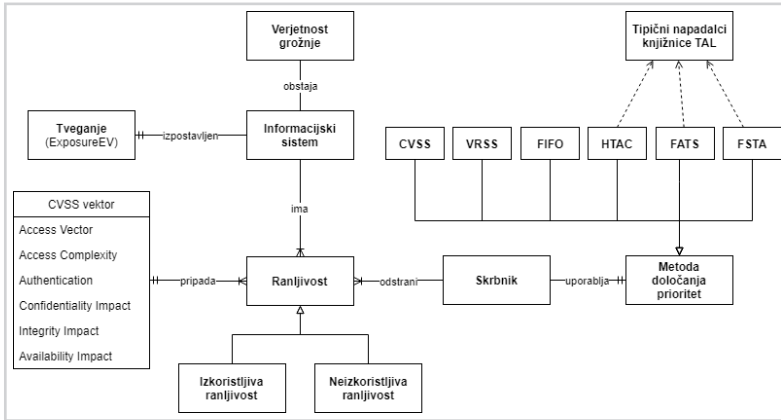 Verjetnost
grožnje
Tipični napadalci
knjižnice TAL
obstaja
Tveganje
(ExposureEV)
izpostavljen
Informacijski
sistem
CVSS
VRSS
FIFO
HTAC
FATS
FSTA
ima
CVSS vektor
Access Vector
Access Complexity
Authentication
Confidentiality Impact
Integrity Impact
Availability Impact
pripada
Ranljivost
odstrani
Skrbnik
uporablja
Metoda
določanja
prioritet
Izkoristljiva
ranljivost
Neizkoristljiva
ranljivost